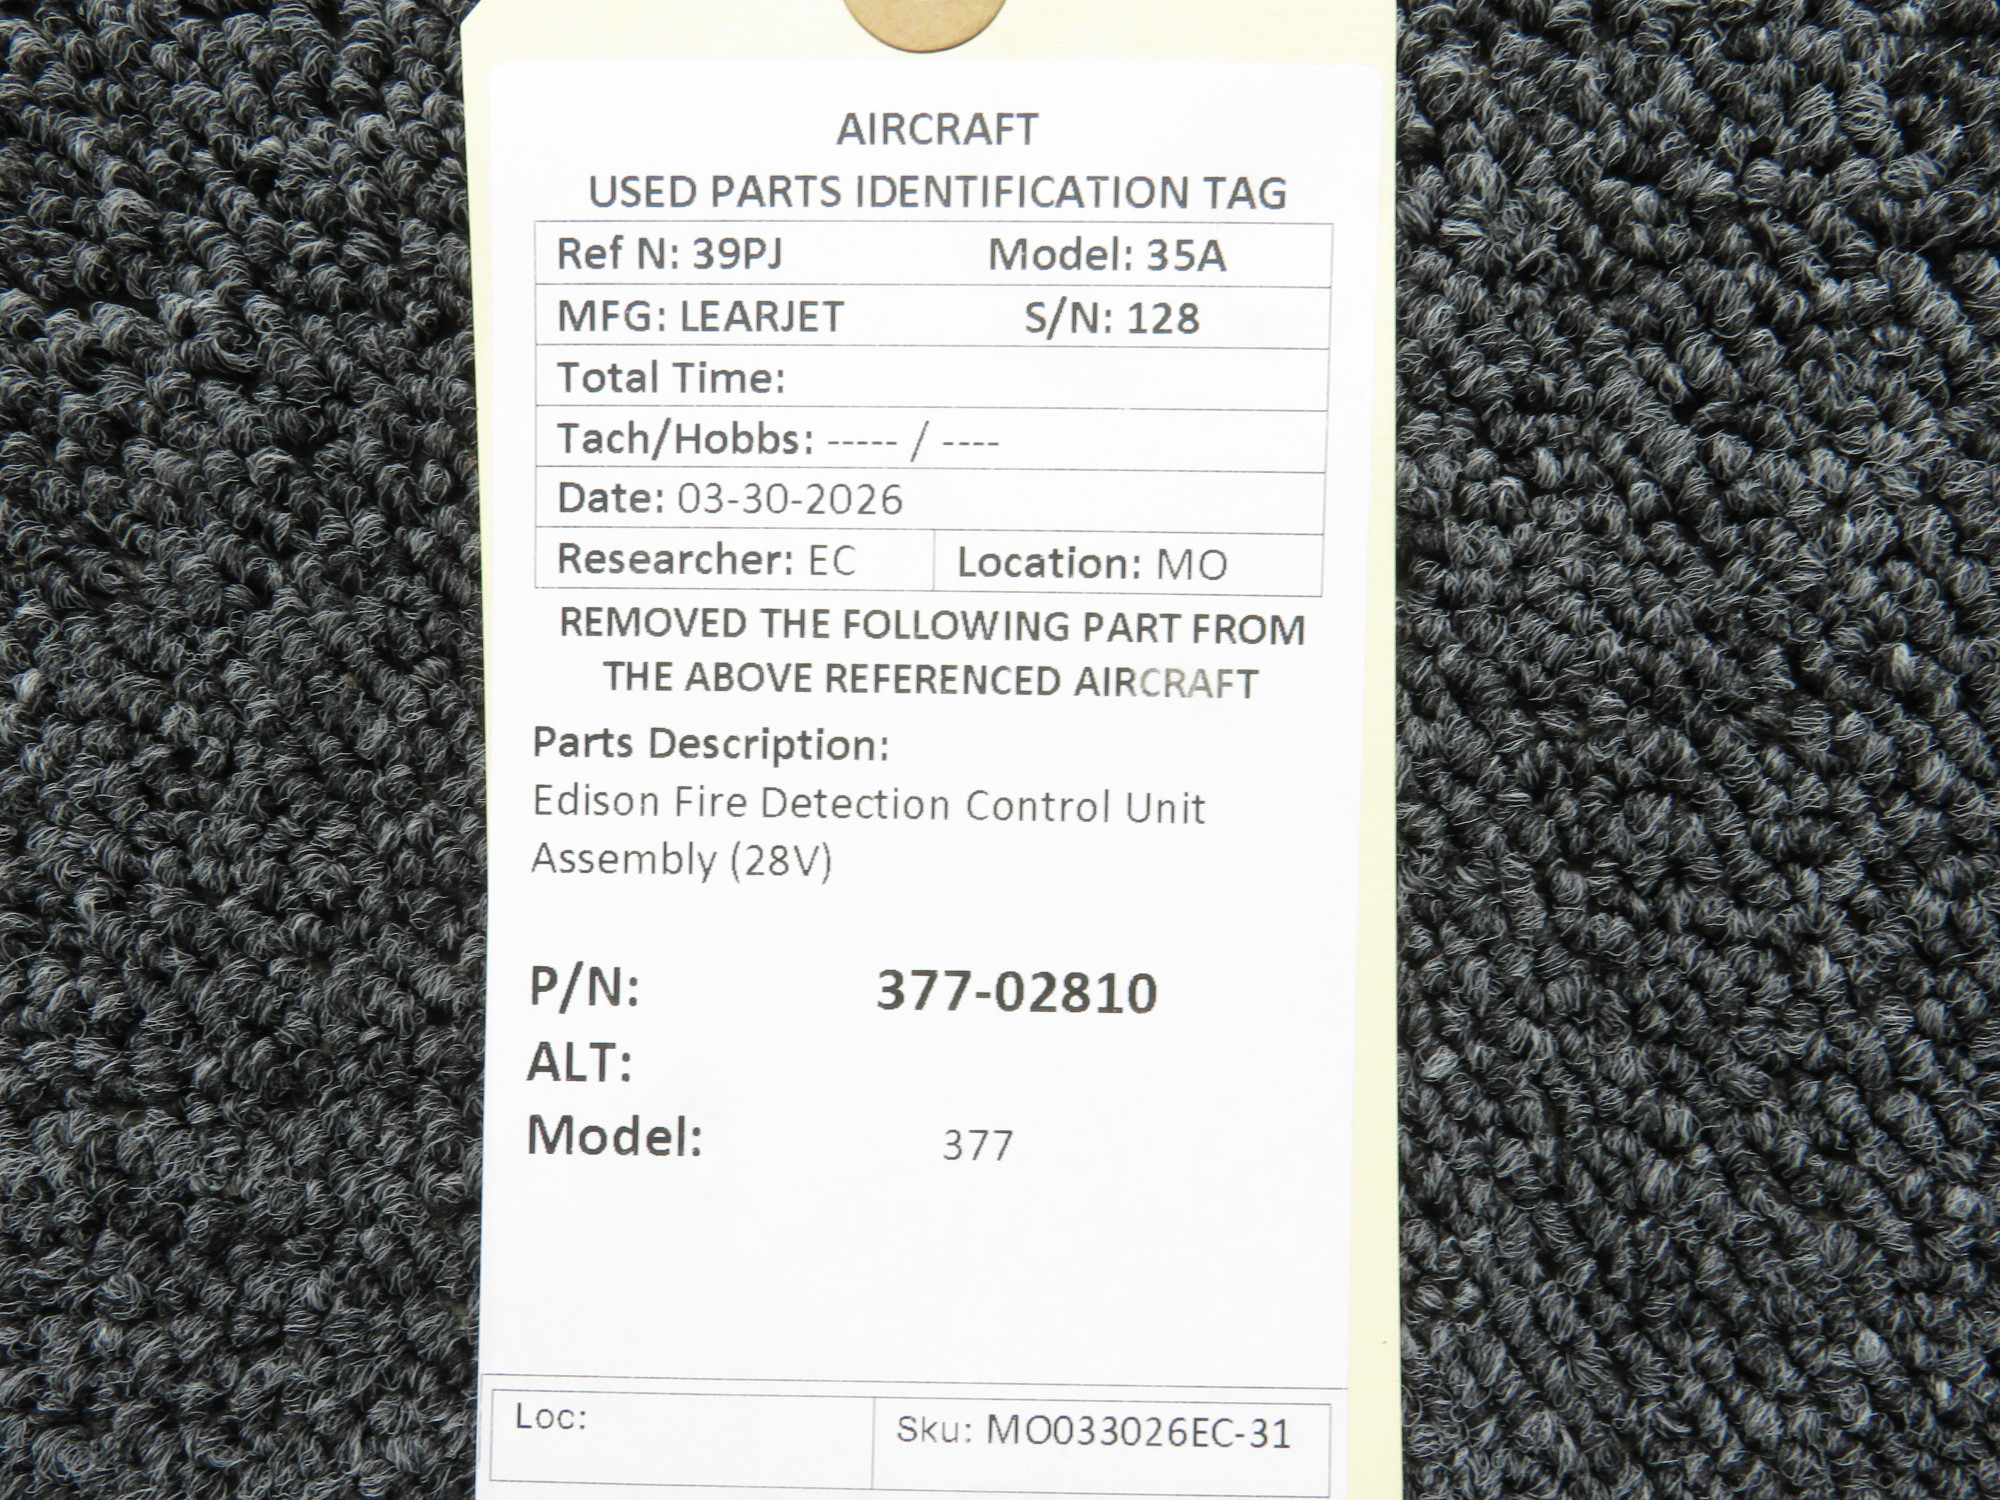 AIRCRAFT
USED PARTS IDENTIFICATION TAG
Ref N: 39PJ Model: 35A
MFG: LEARJET S/N: 128
Total Time:
Tach/Hobbs: ----- / ----
Date: 03-30-2026
Researcher: EC Location: MO
REMOVED THE FOLLOWING PART FROM
THE ABOVE REFERENCED AIRCRAFT
Parts Description:
Edison Fire Detection Control Unit
Assembly (28V)
P/N: 377-02810
ALT:
Model: 377
Loc: Sku: MO033026EC-31